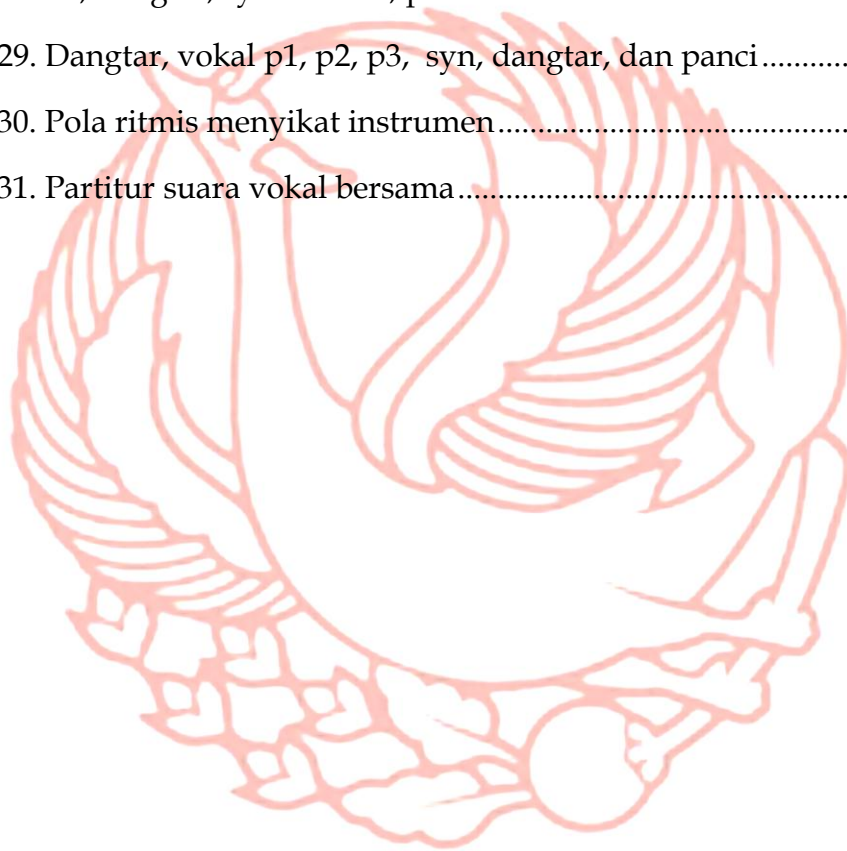 29. Dangtar, vokal p1, p2, p3, syn, dangtar, dan panci...........
30. Pola ritmis menyikat instrumen........................................
31. Partitur suara vokal bersama.............................................